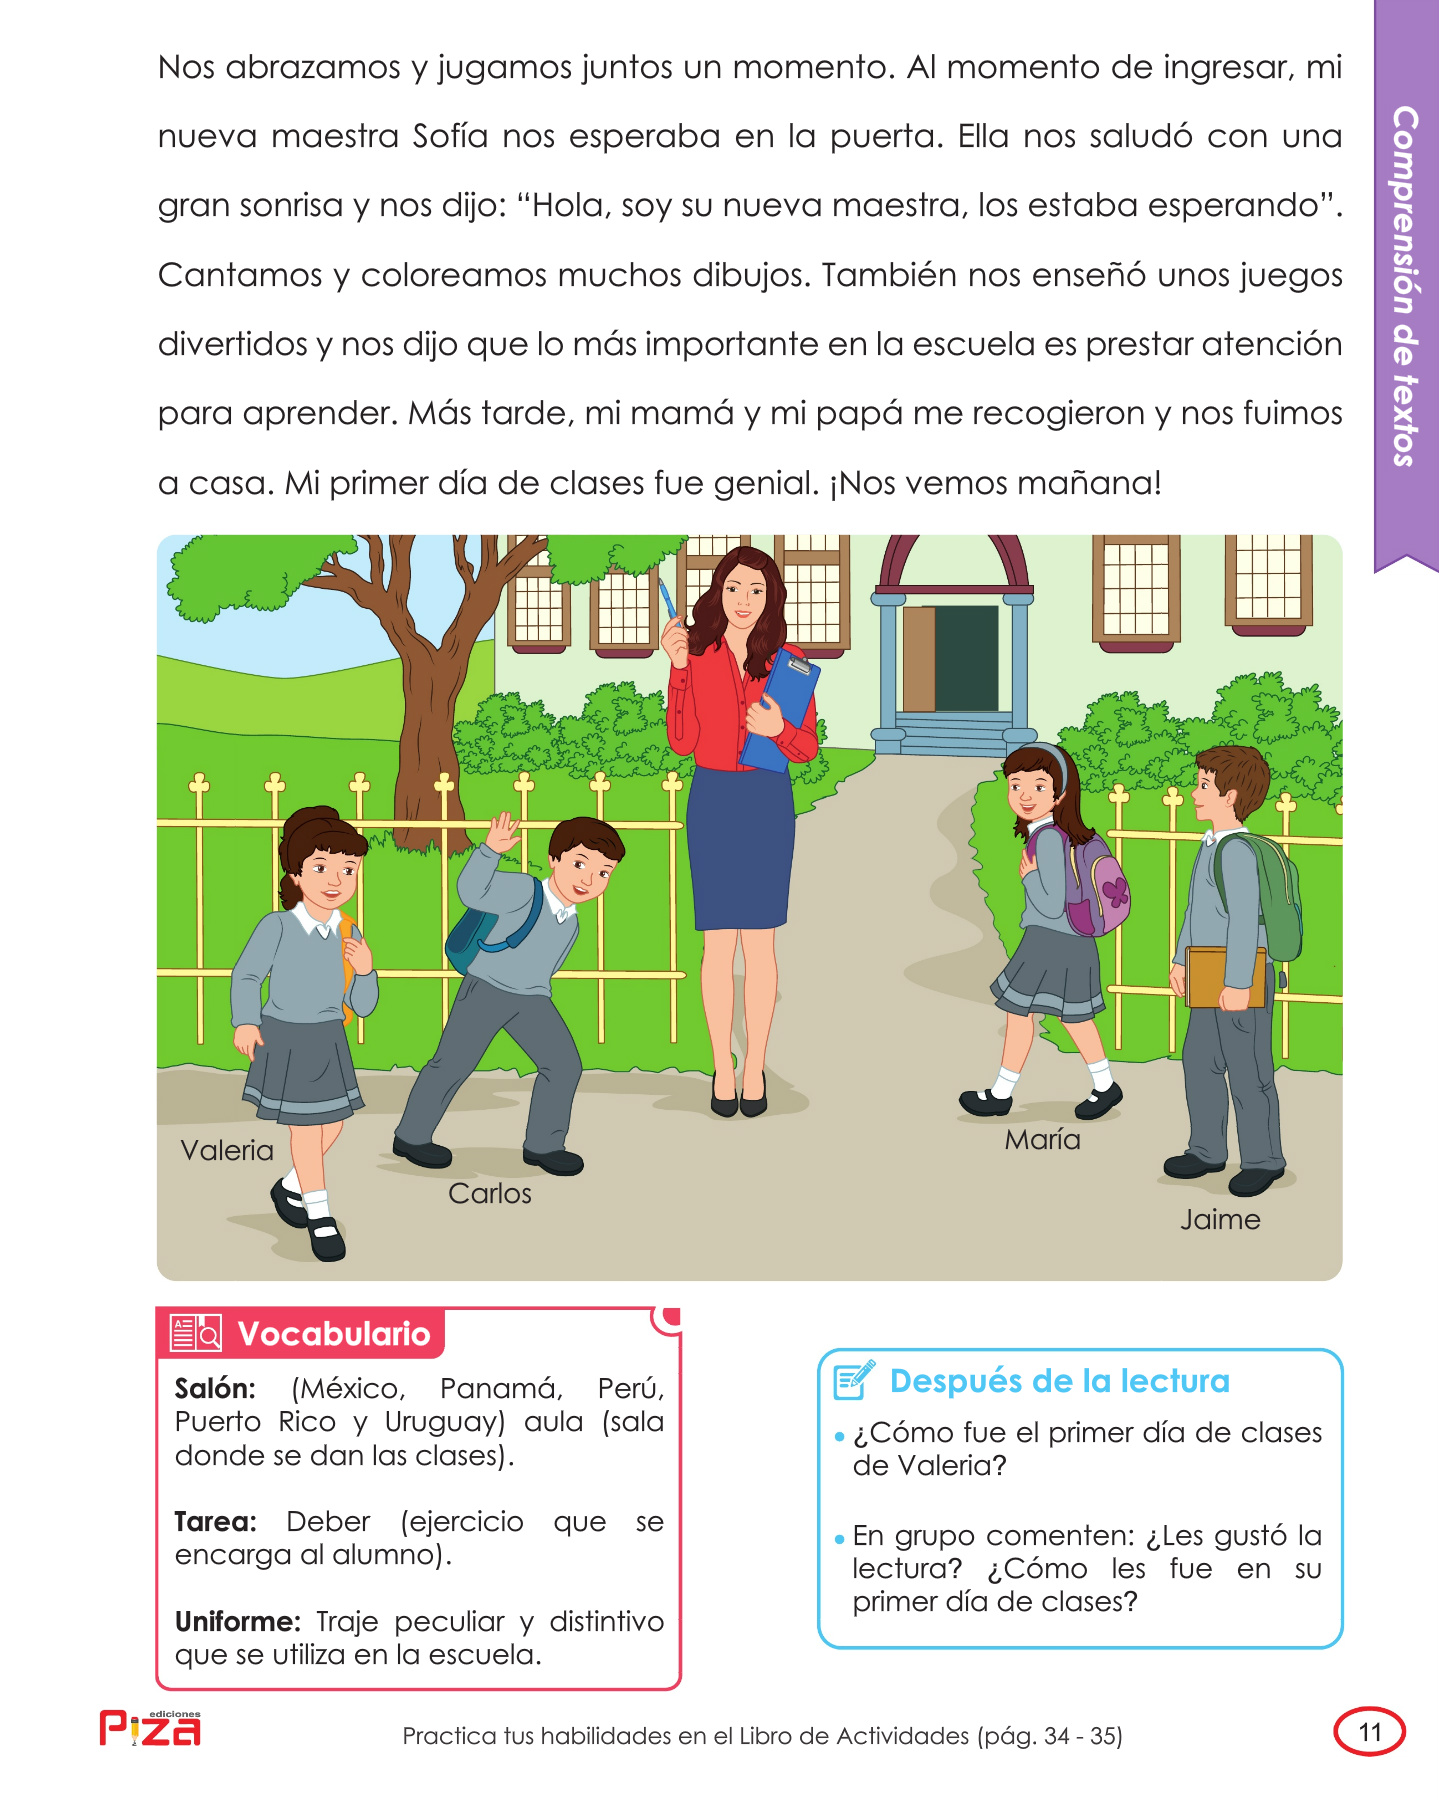 Nos abrazamos y jugamos juntos un momento. Al momento de ingresar, mi
nueva maestra Sofía nos esperaba en la puerta. Ella nos saludó con una
gran sonrisa y nos dijo: “Hola, soy su nueva maestra, los estaba esperando”.
Cantamos y coloreamos muchos dibujos. También nos enseñó unos juegos
divertidos y nos dijo que lo más importante en la escuela es prestar atención
para aprender. Más tarde, mi mamá y mi papá me recogieron y nos fuimos
a casa. Mi primer día de clases fue genial. ¡Nos vemos mañana!
Comprensión de textos
Valeria
Carlos
María
Jaime
Vocabulario
Salón: (México, Panamá, Perú,
Puerto Rico y Uruguay) aula (sala
donde se dan las clases).
Tarea: Deber (ejercicio que se
encarga al alumno).
Uniforme: Traje peculiar y distintivo
que se utiliza en la escuela.
Después de la lectura
• ¿Cómo fue el primer día de clases
de Valeria?
• En grupo comenten: ¿Les gustó la
lectura? ¿Cómo les fue en su
primer día de clases?
ediciones
Piza
Practica tus habilidades en el Libro de Actividades (pág. 34 - 35)
11